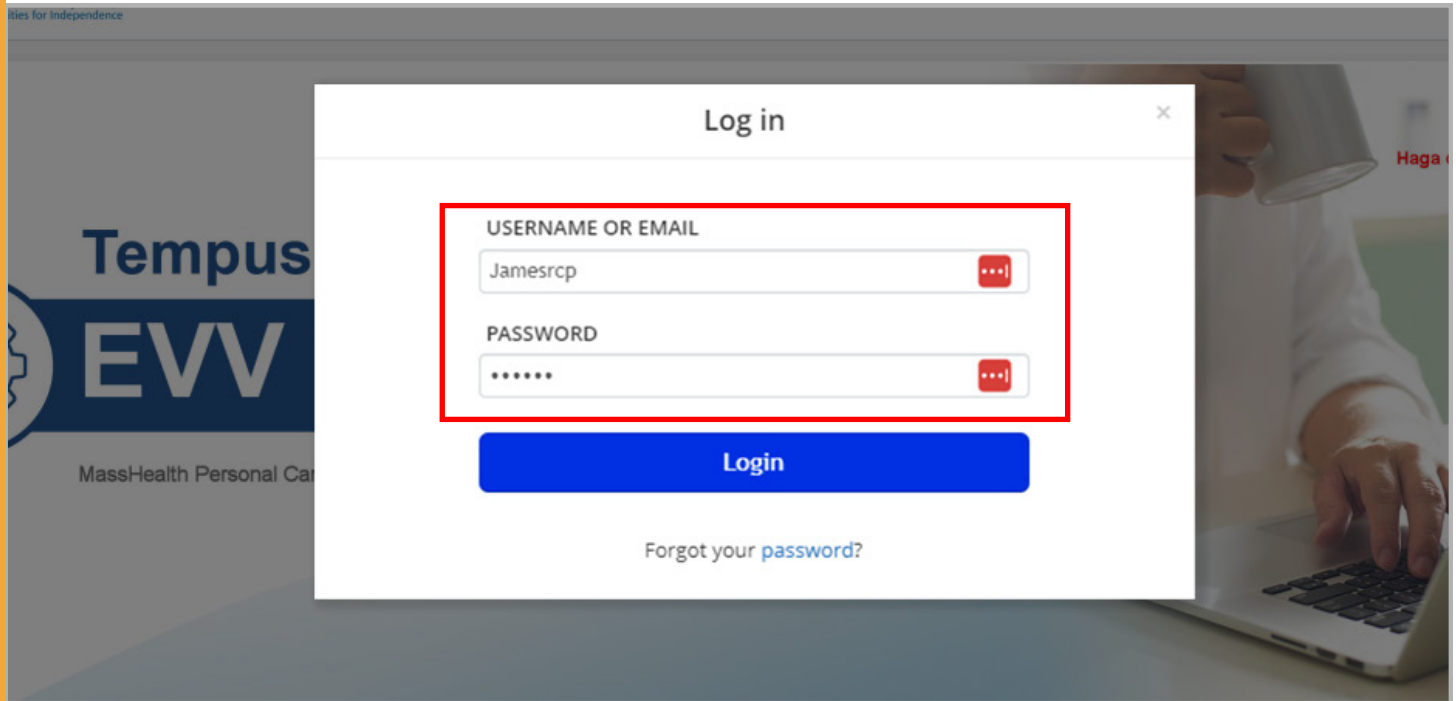 ities for Independence
Log in
×
Haga
USERNAME OR EMAIL
Jamesrcp
PASSWORD
••••••
Login
Forgot your password?
Tempus
EVV
MassHealth Personal Car